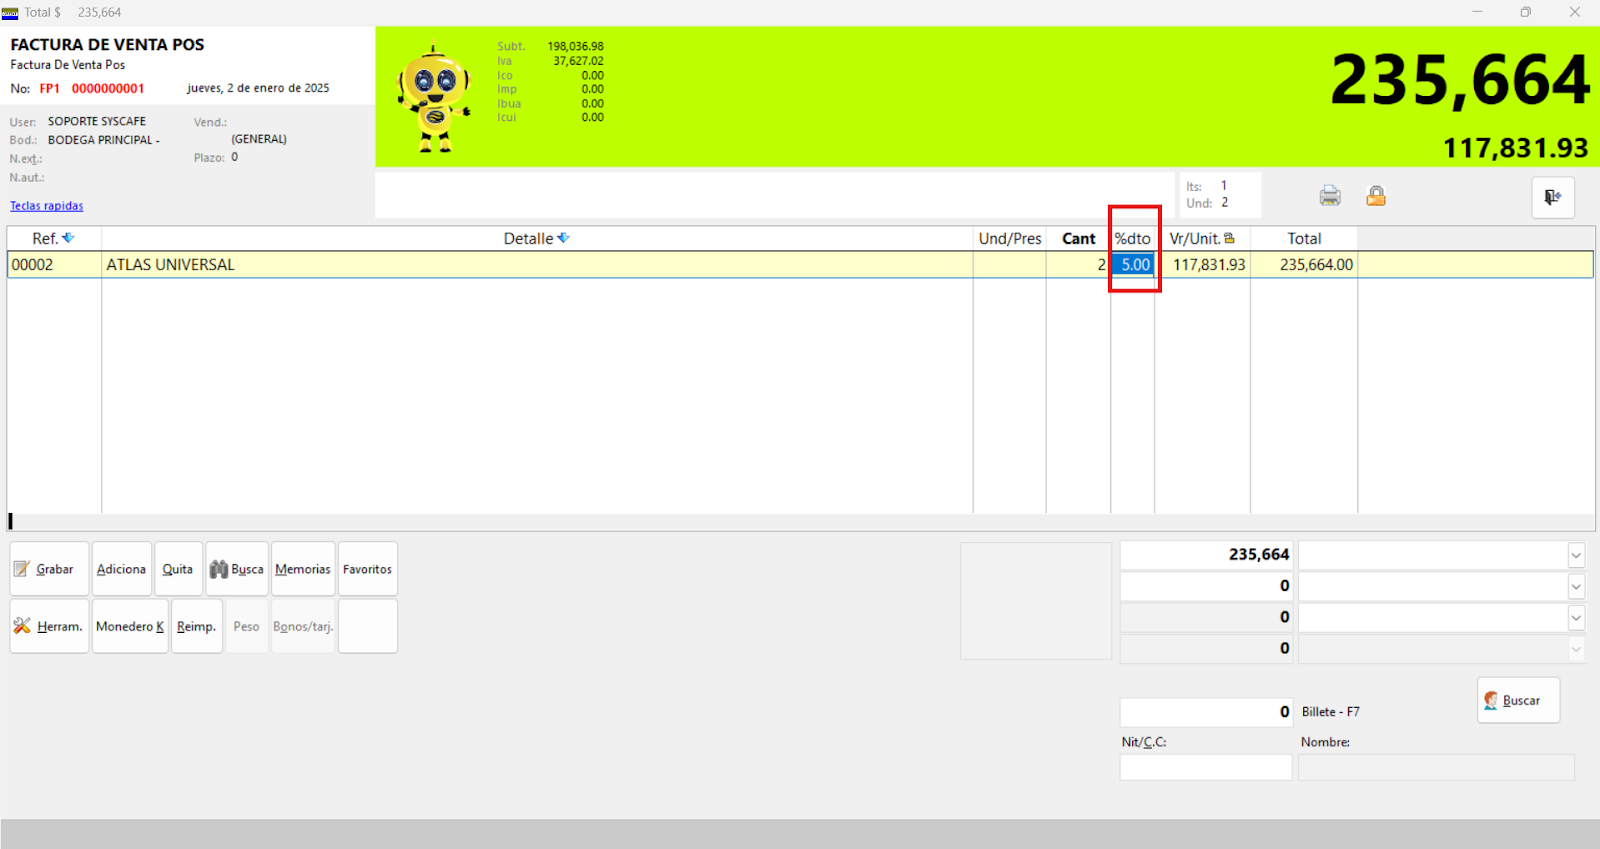 Total $ 235,664
FACTURA DE VENTA POS
Factura De Venta Pos
No: FP1 0000000001 jueves, 2 de enero de 2025
User: SOPORTE SYSCAFE Vend.:
Bod.: BODEGA PRINCIPAL - (GENERAL)
N.ext.: Plazo: 0
N.aut.:
Teclas rapidas
Subt. 198,036.98
Iva 37,627.02
Ico 0.00
Imp 0.00
Ibua 0.00
Icui 0.00
235,664
117,831.93
Its: 1
Und: 2
Ref. Detalle Und/Pres Cant %dto Vr/Unit. Total
00002 ATLAS UNIVERSAL 2 5.00 117,831.93 235,664.00
Grabar Adiciona Quita Busca Memorias Favoritos
Herram. Monedero K Reimp. Peso Bonos/tarj.
235,664
0
0
0
0 Billete - F7
Buscar
Nit/C.C: Nombre: